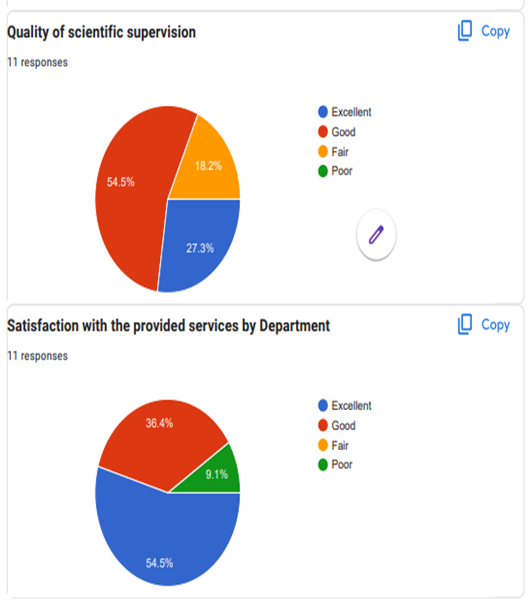 Quality of scientific supervision
Copy
11 responses
Excellent
Good
Fair
Poor
54.5%
18.2%
27.3%
Satisfaction with the provided services by Department
Copy
11 responses
Excellent
Good
Fair
Poor
36.4%
9.1%
54.5%